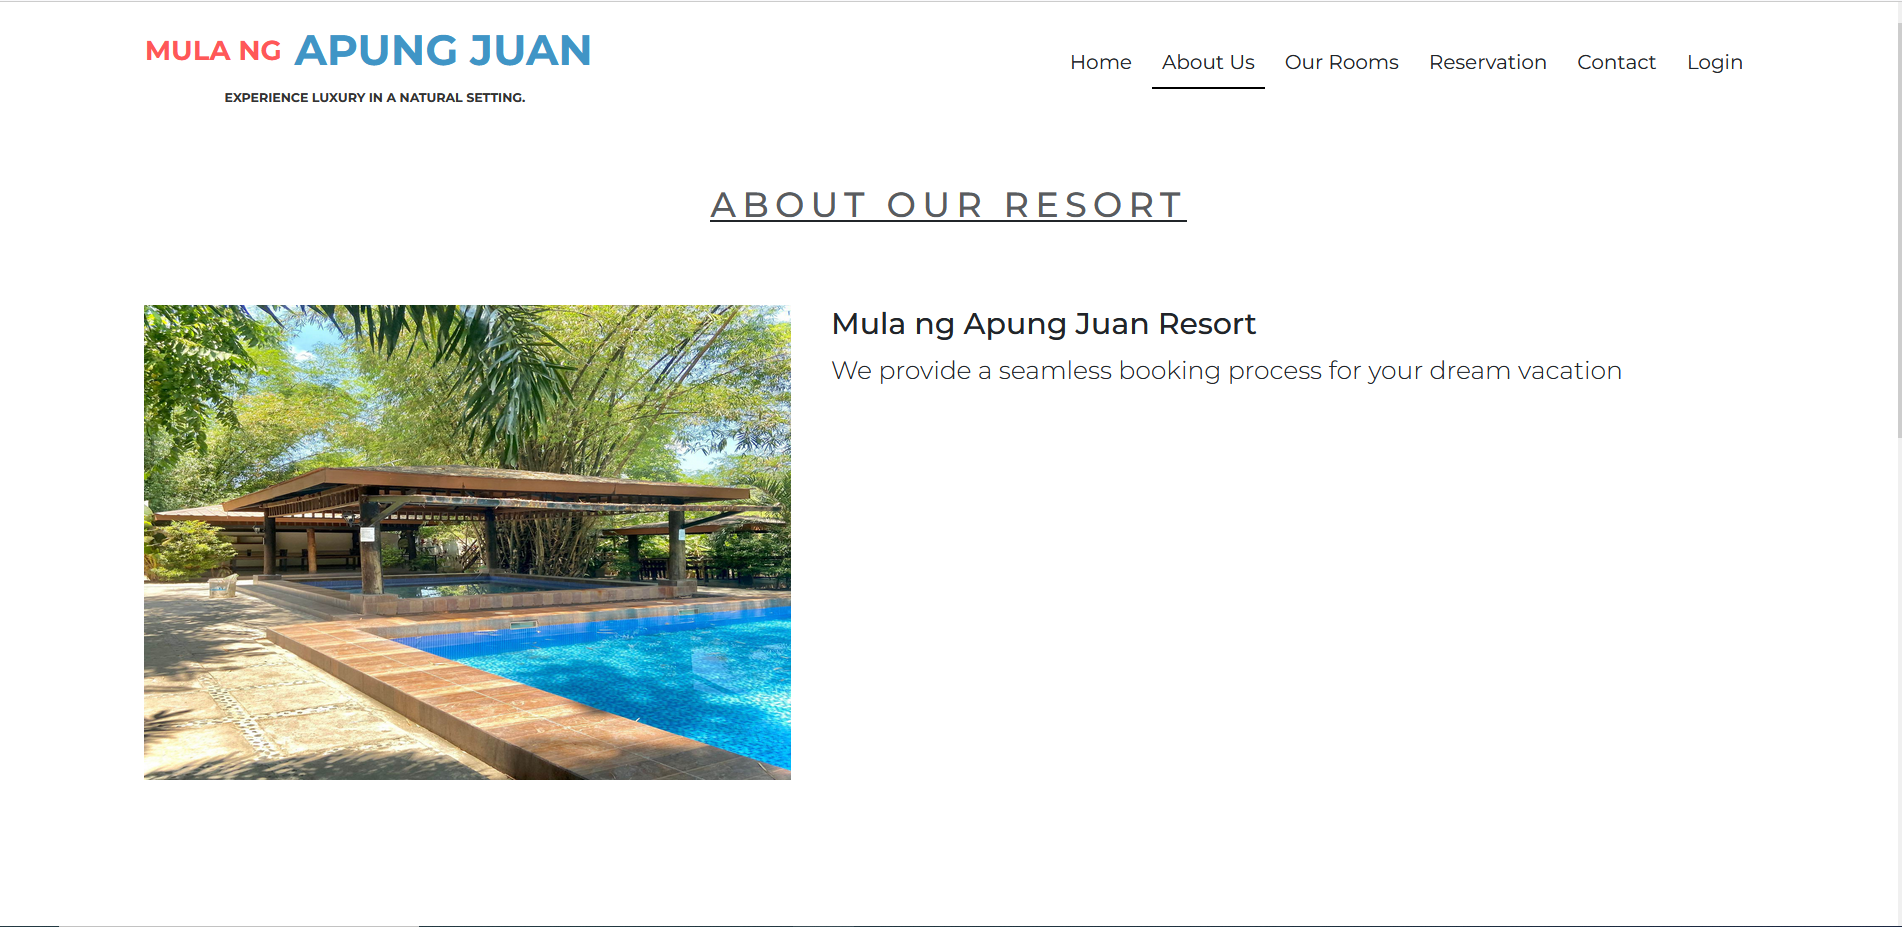 MULA NG APUNG JUAN
EXPERIENCE LUXURY IN A NATURAL SETTING.
Home About Us Our Rooms Reservation Contact Login
ABOUT OUR RESORT
Mula ng Apung Juan Resort
We provide a seamless booking process for your dream vacation